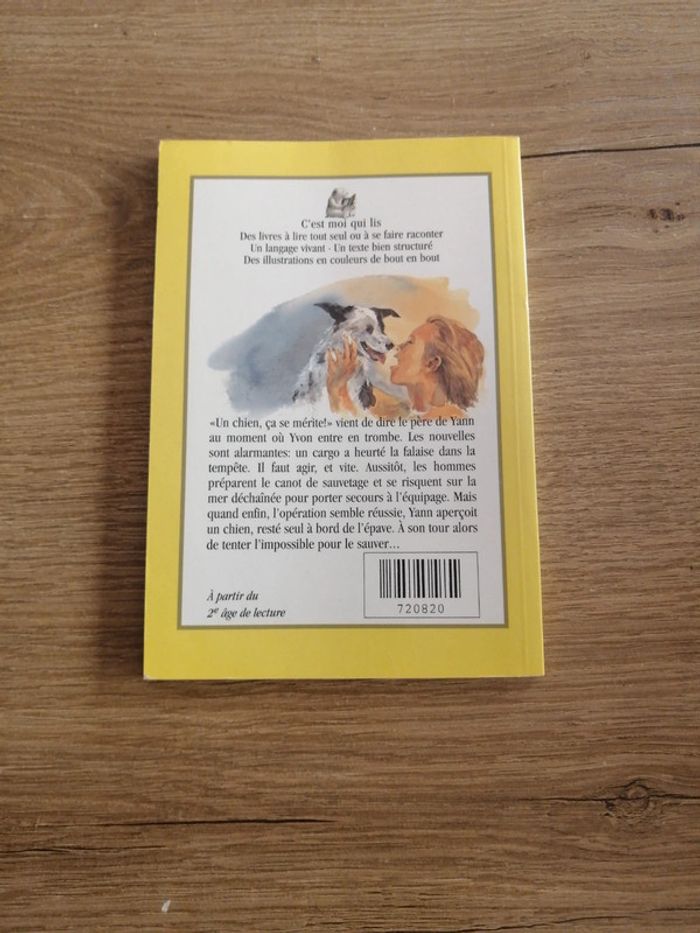 C'est moi qui lis
Des livres à lire tout seul ou à se faire raconter
Un langage vivant - Un texte bien structuré
Des illustrations en couleurs de bout en bout
«Un chien, ça se mérite!» vient de dire le père de Yann
au moment où Yvon entre en trombe. Les nouvelles
sont alarmantes: un cargo a heurté la falaise dans la
tempête. Il faut agir, et vite. Aussitôt, les hommes
préparent le canot de sauvetage et se risquent sur la
mer déchaînée pour porter secours à l'équipage. Mais
quand enfin, l'opération semble réussie, Yann aperçoit
un chien, resté seul à bord de l'épave. À son tour alors
de tenter l'impossible pour le sauver...
À partir du
2e âge de lecture
720820